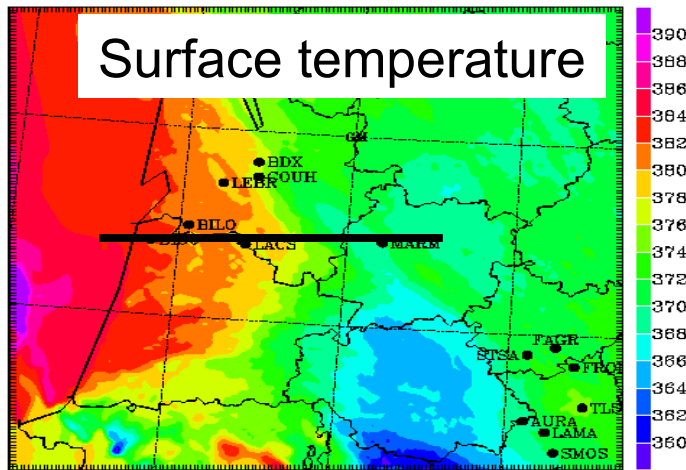 Surface temperature
390
388
386
384
382
380
378
376
374
372
370
368
366
364
362
360
BDX
COUH
LEBR
BILO
LACS
MARM
FAGR
STSA
TLS
AURA
LAMA
SMOS